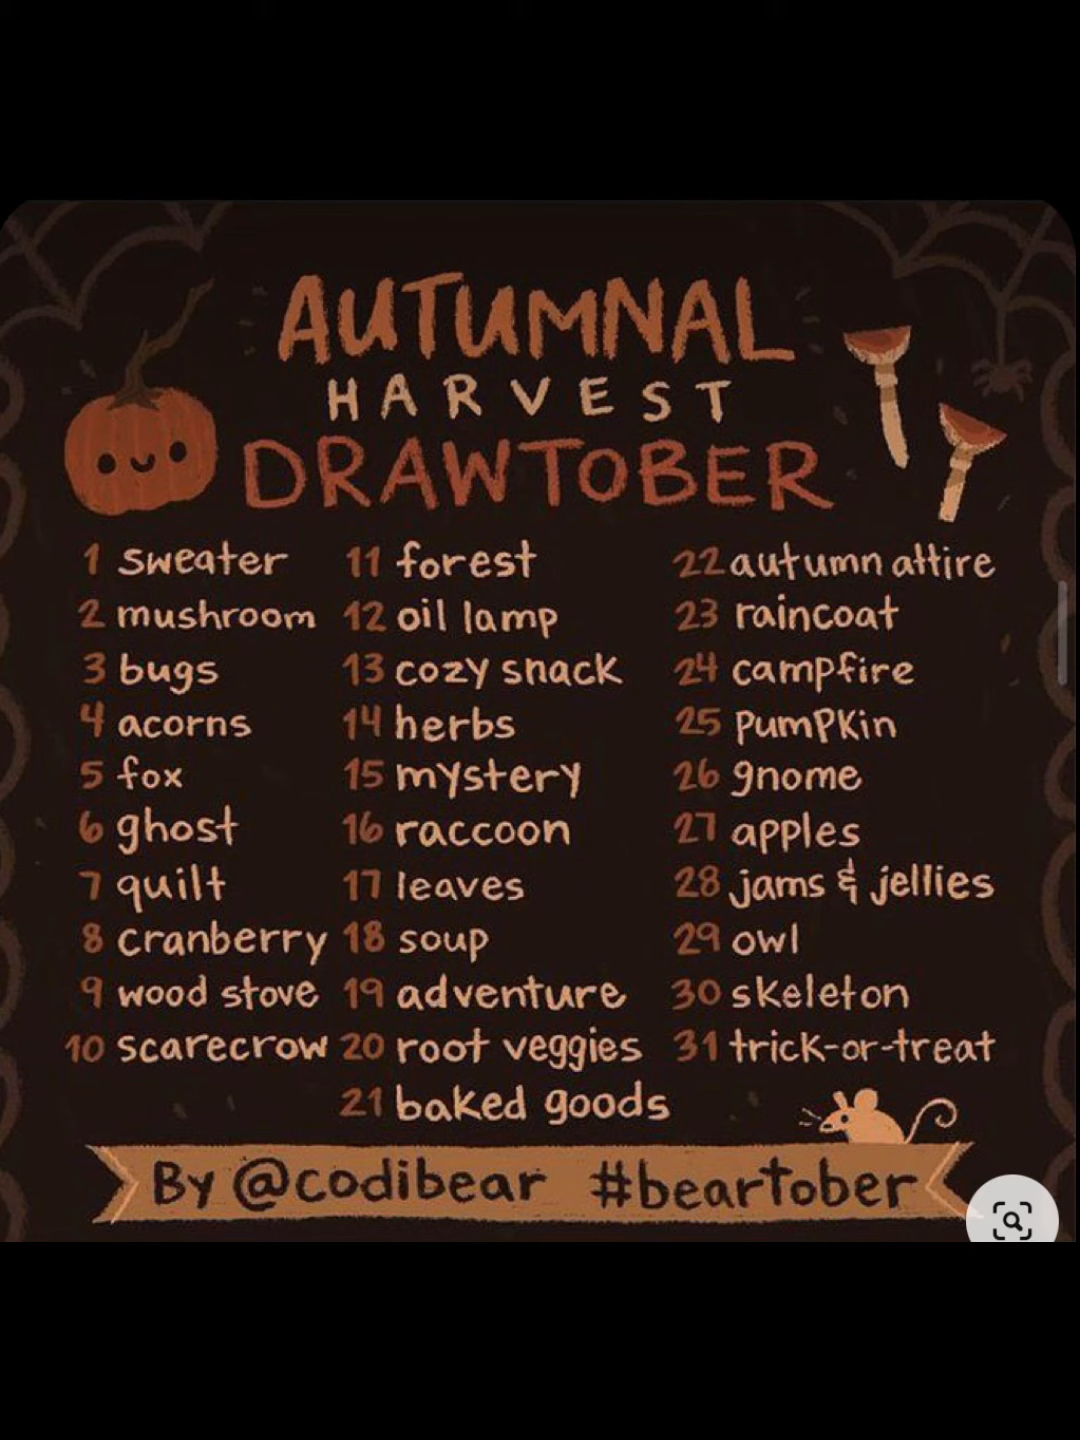 AUTUMNAL
HARVEST
DRAWTOBER
1 sweater
2 mushroom
3 bugs
4 acorns
5 fox
6 ghost
7 quilt
8 cranberry
9 wood stove
10 scarecrow
11 forest
12 oil lamp
13 cozy snack
14 herbs
15 mystery
16 raccoon
17 leaves
18 soup
19 adventure
20 root veggies
21 baked goods
22 autumn attire
23 raincoat
24 campfire
25 pumpkin
26 gnome
27 apples
28 jams & jellies
29 owl
30 skeleton
31 trick-or-treat
By @codibear #beartober